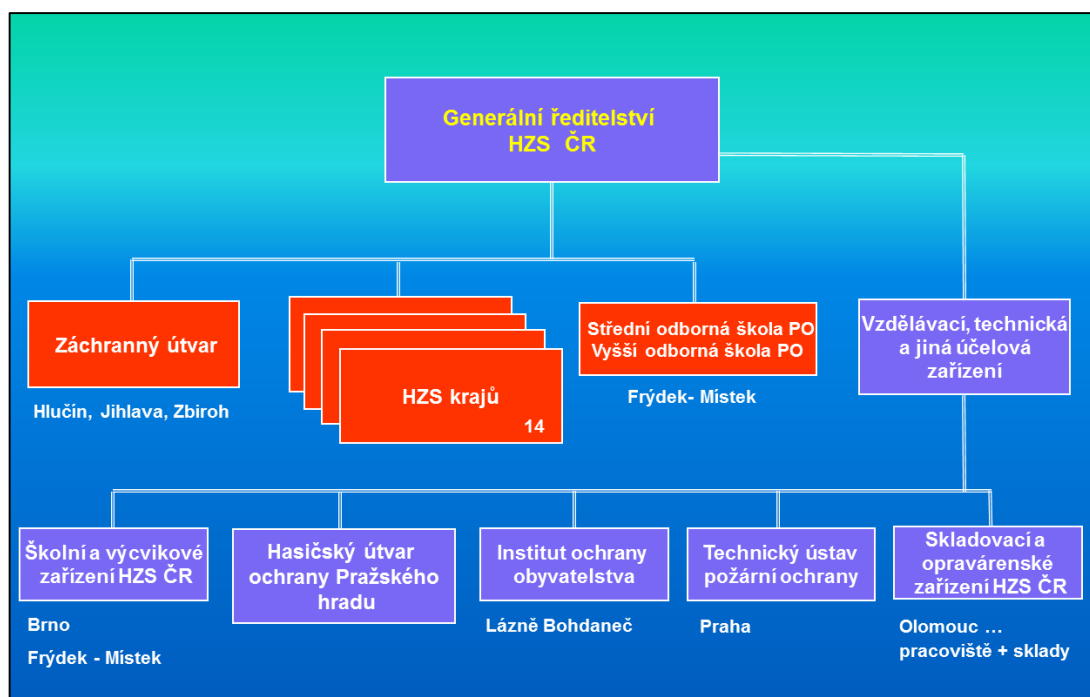 Generální ředitelství
HZS ČR
Záchranný útvar
Hlučín, Jihlava, Zbiroh
HZS krajů
14
Střední odborná škola PO
Vyšší odborná škola PO
Frýdek- Místek
Vzdělávací, technická
a jiná účelová
zařízení
Školní a výcvikové
zařízení HZS ČR
Brno
Frýdek - Místek
Hasičský útvar
ochrany Pražského
hradu
Institut ochrany
obyvatelstva
Lázně Bohdaneč
Technický ústav
požární ochrany
Praha
Skladovací a
opravárenské
zařízení HZS ČR
Olomouc ...
pracoviště + sklady